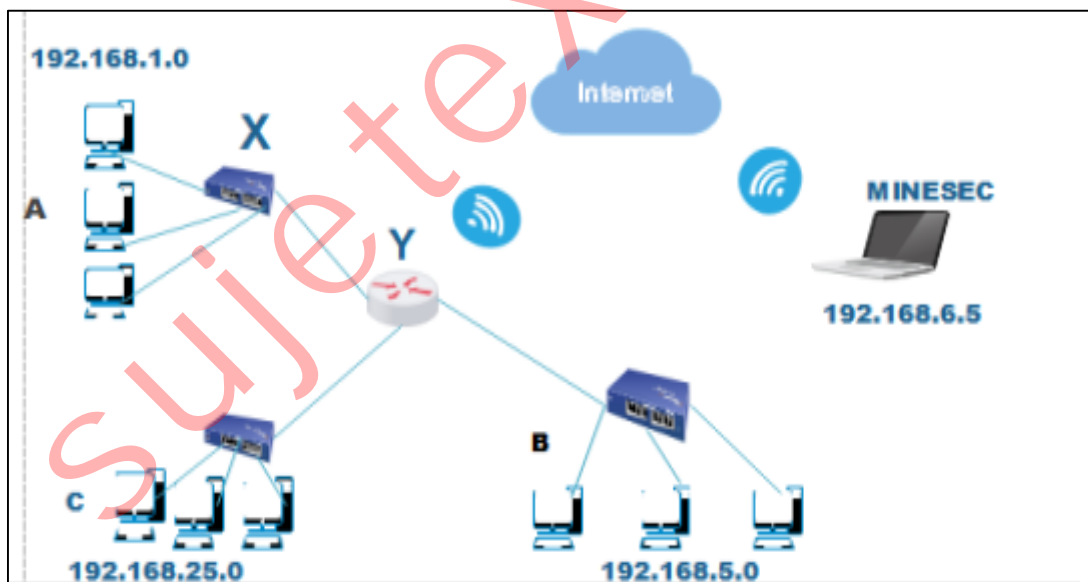 192.168.1.0
Internet
X
MINESEC
A
Y
192.168.6.5
B
C
192.168.25.0
192.168.5.0
sujetex